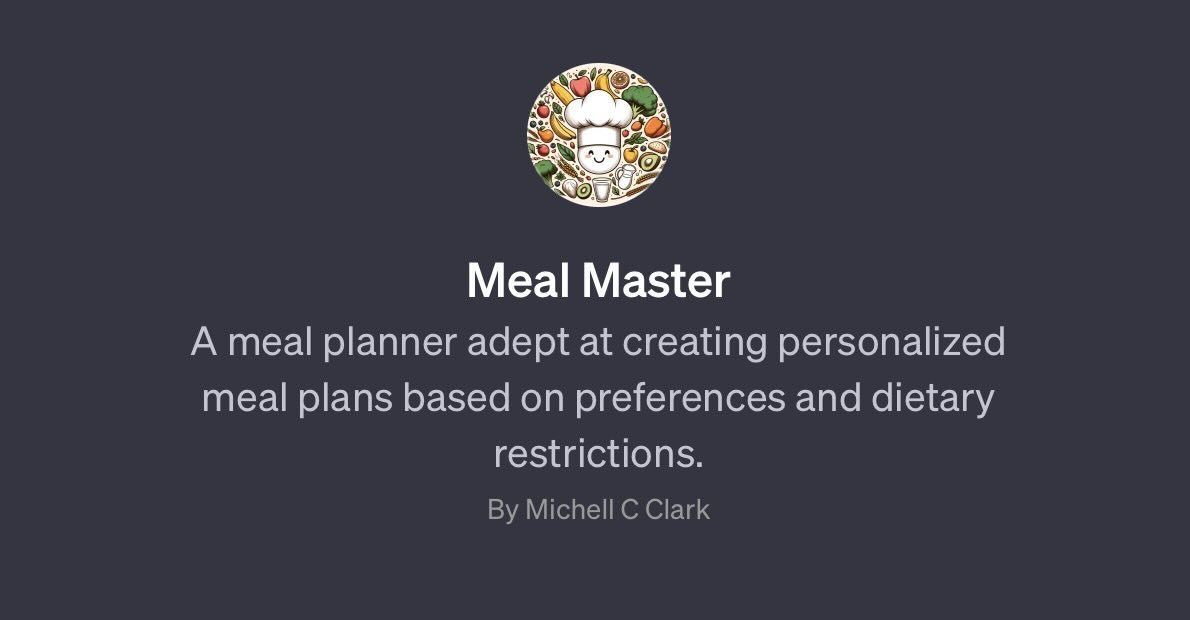 Meal Master
A meal planner adept at creating personalized
meal plans based on preferences and dietary
restrictions.
By Michell C Clark